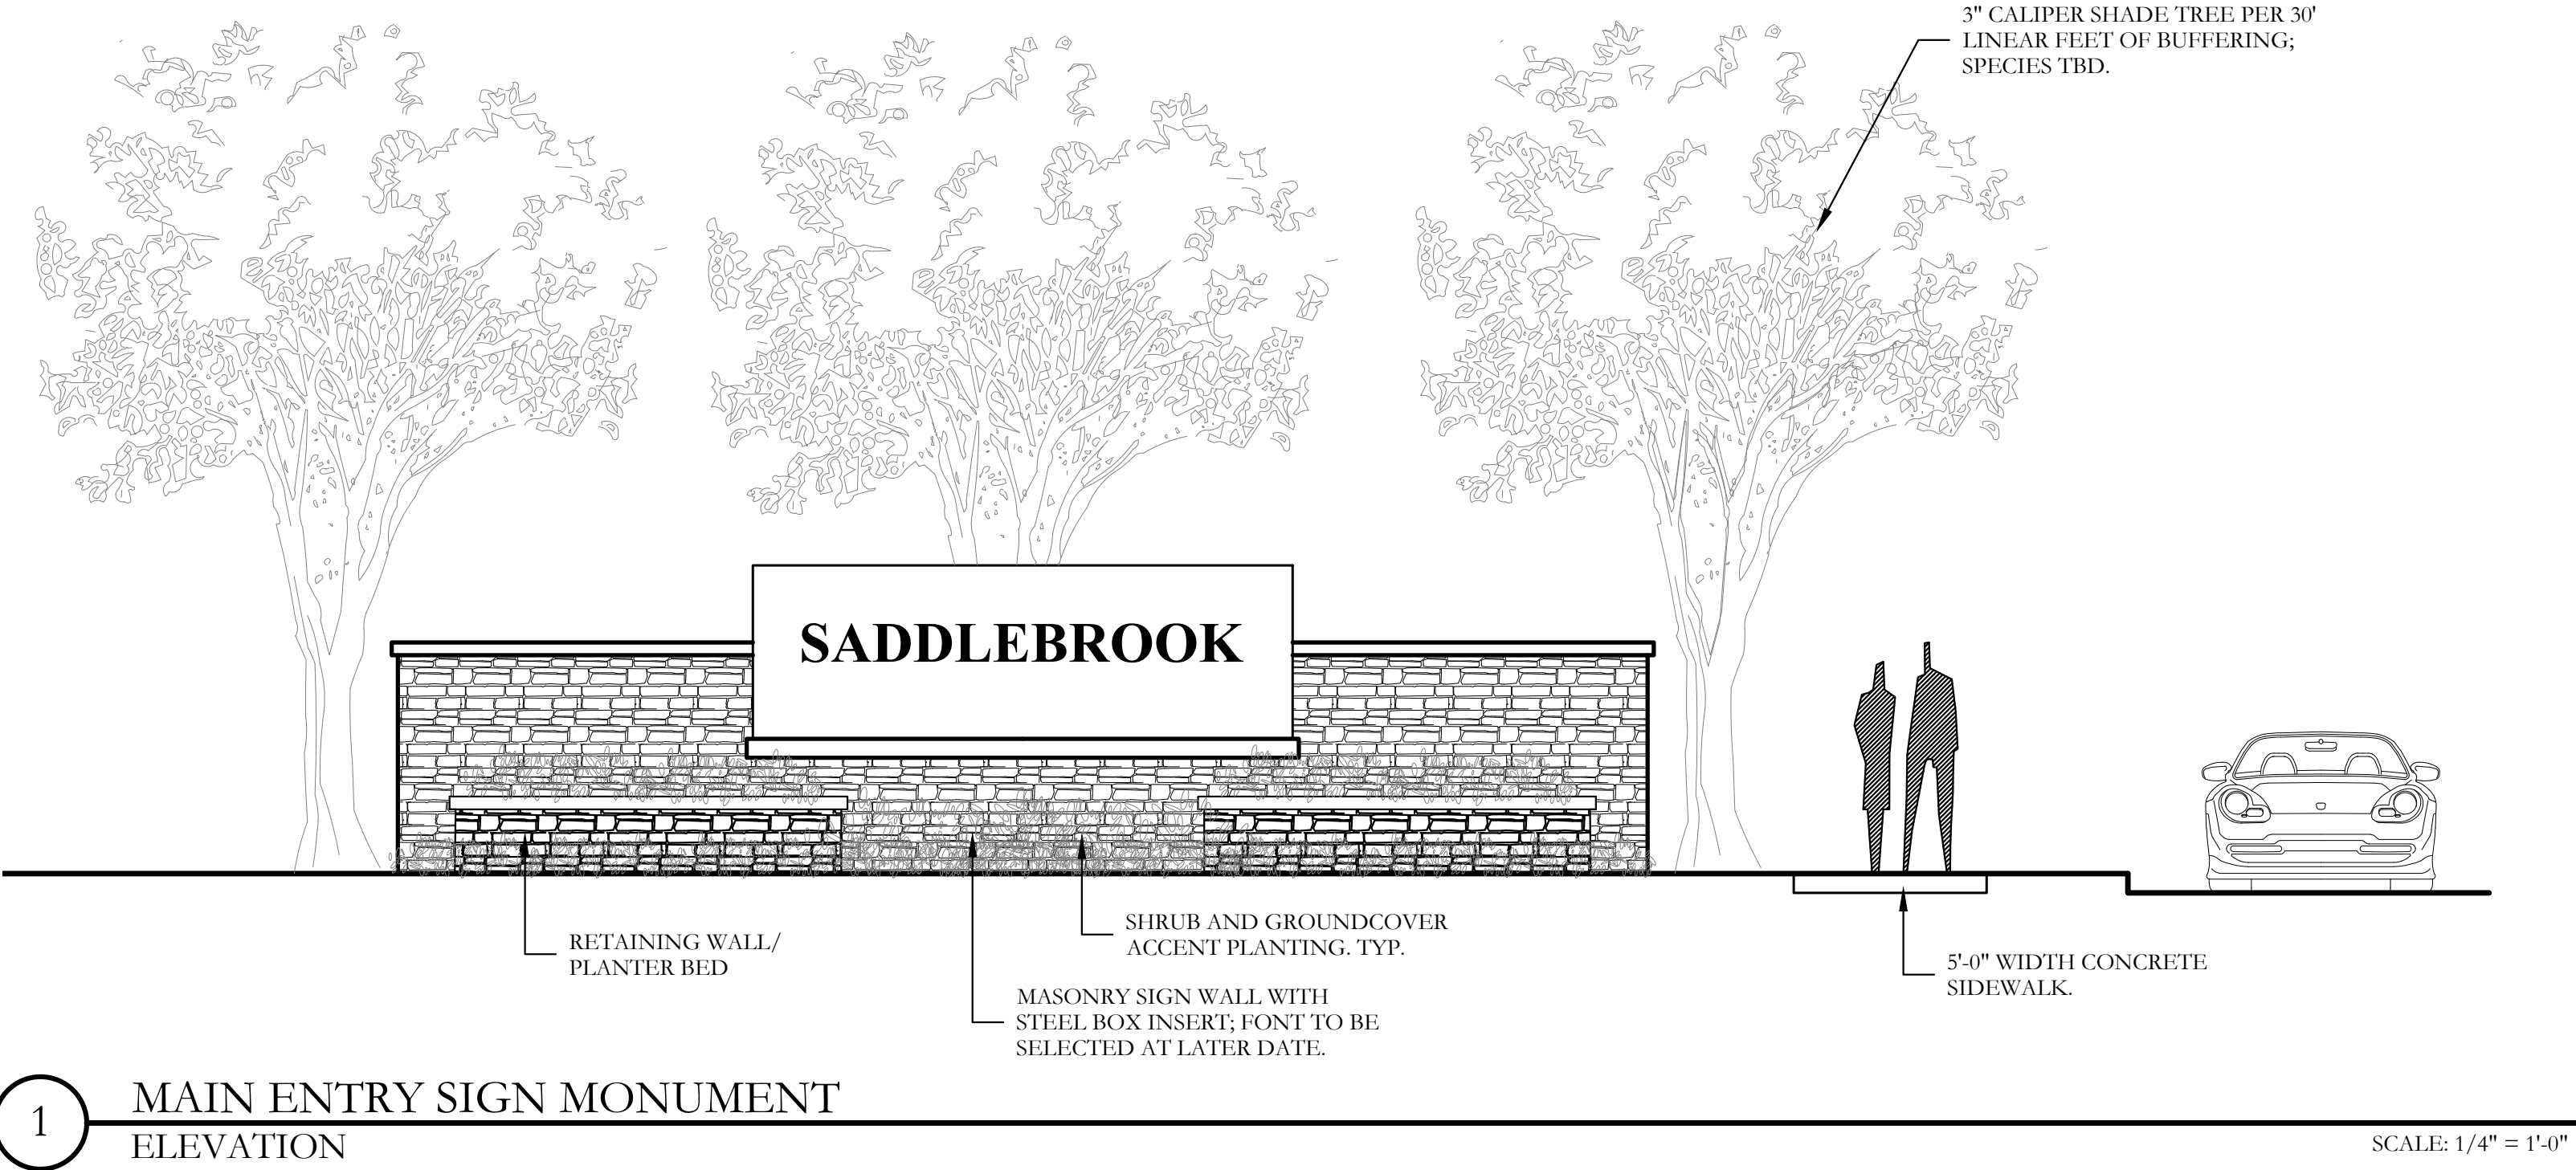 3" CALIPER SHADE TREE PER 30'
LINEAR FEET OF BUFFERING;
SPECIES TBD.
SADDLEBROOK
RETAINING WALL/
PLANTER BED
SHRUB AND GROUNDCOVER
ACCENT PLANTING. TYP.
MASONRY SIGN WALL WITH
STEEL BOX INSERT; FONT TO BE
SELECTED AT LATER DATE.
5'-0" WIDTH CONCRETE
SIDEWALK.
1
MAIN ENTRY SIGN MONUMENT
ELEVATION
SCALE: 1/4" = 1'-0"